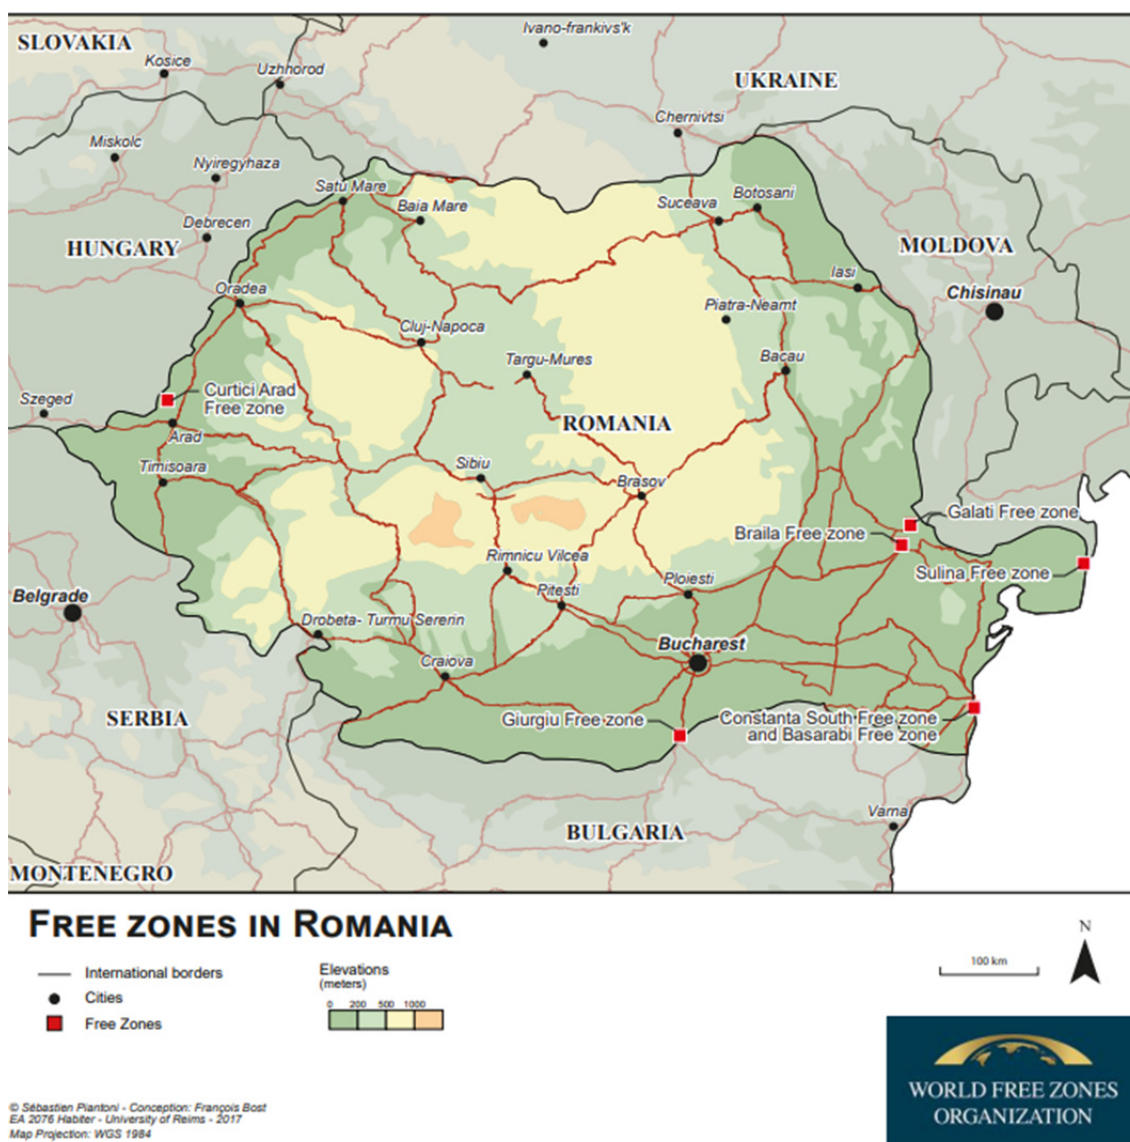 Ivano-frankivs'k
SLOVAKIA
Kosice
Uzhhorod
UKRAINE
Chernivtsi
Miskolc
Nyiregyhaza
Satu Mare
Baia Mare
Suceava
Botosani
Debrecen
HUNGARY
MOLDOVA
Iasi
Oradea
Chisinau
Piatra-Neamt
Cluj-Napoca
Targu-Mures
Bacau
Curtici Arad
Free zone
Szeged
ROMANIA
Arad
Timisoara
Sibiu
Brasov
Galati Free zone
Braila Free zone
Rimnicu Vilcea
Sulina Free zone
Ploiesti
Pitesti
Belgrade
Drobeta- Turmu Sererin
Bucharest
Craiova
SERBIA
Giurgiu Free zone
Constanta South Free zone
and Basarabi Free zone
Varna
BULGARIA
MONTENEGRO
FREE ZONES IN ROMANIA
International borders
Cities
Free Zones
Elevations
(meters)
0 200 500 1000
N
100 km
WORLD FREE ZONES
ORGANIZATION
© Sébastien Piantoni - Conception: François Bost
EA 2076 Habiter - University of Reims - 2017
Map Projection: WGS 1984